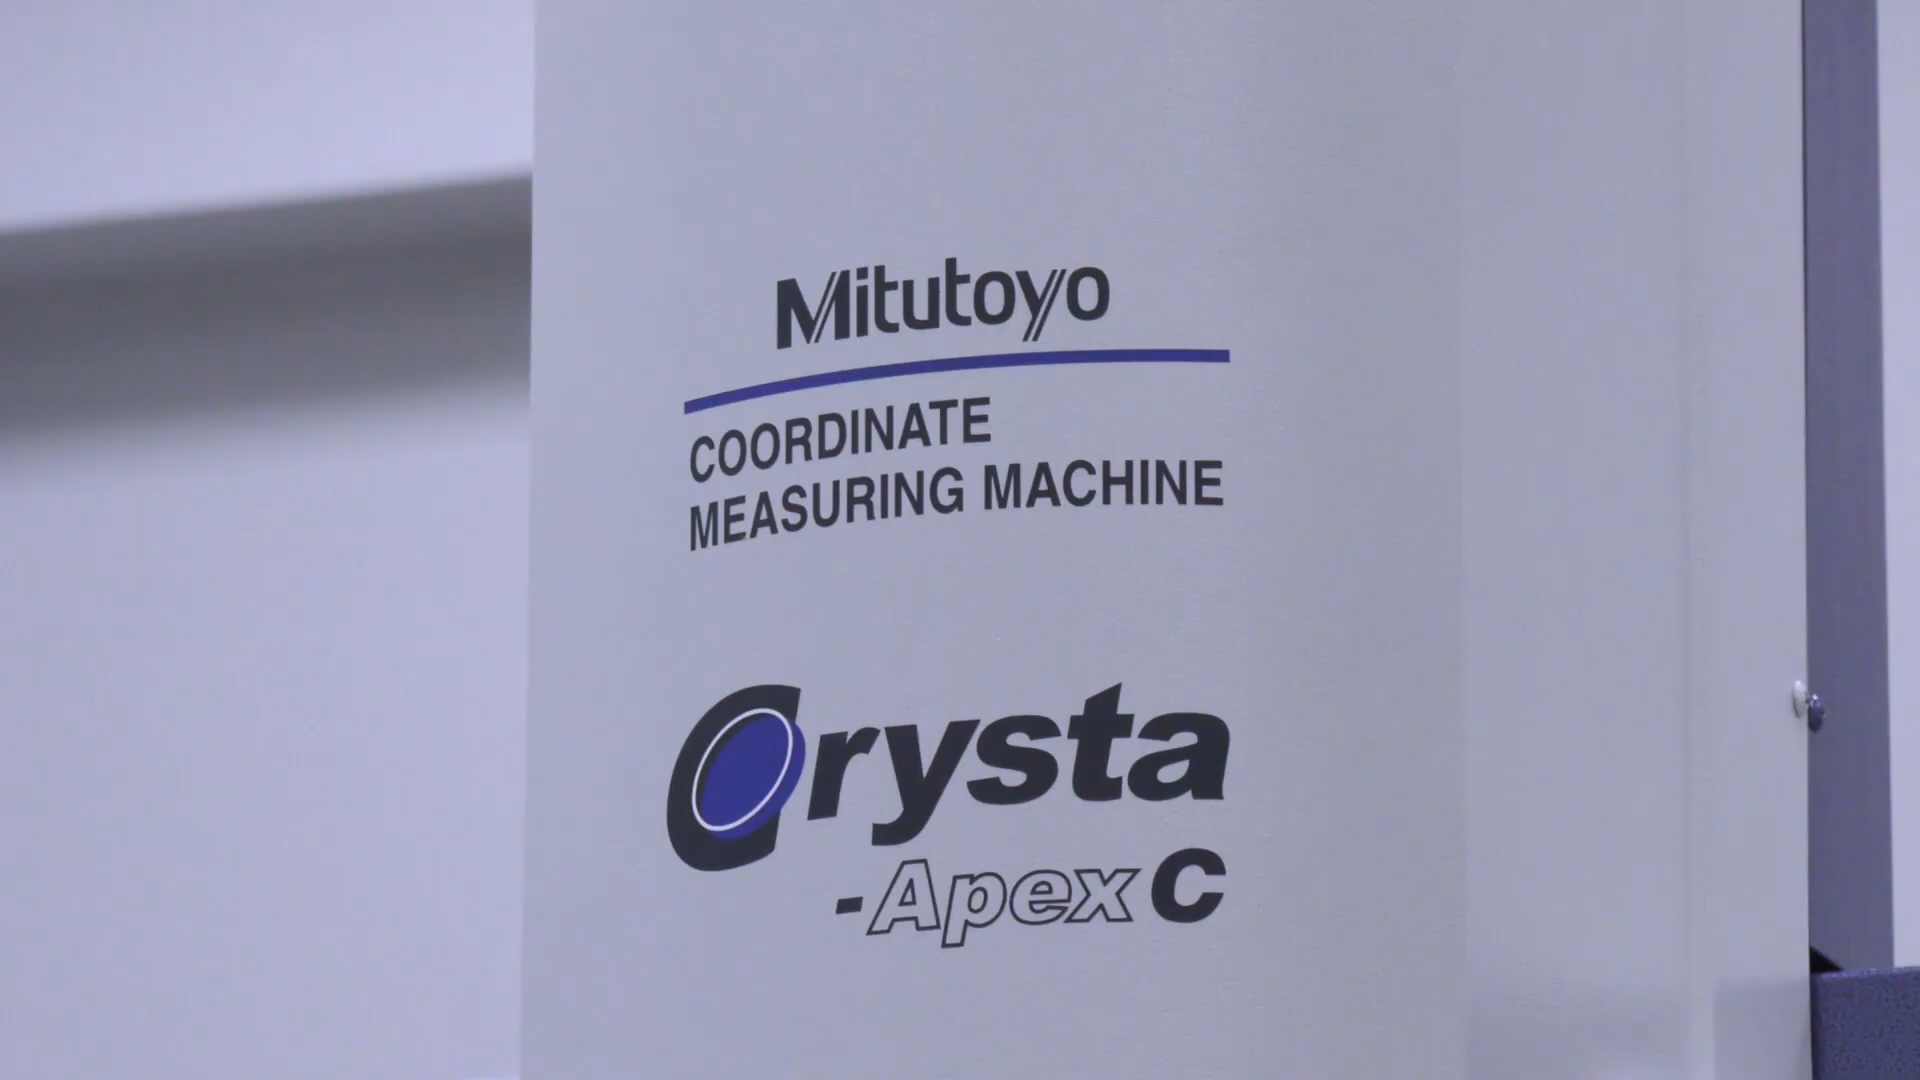 Mitutoyo
COORDINATE
MEASURING MACHINE
Crysta
-Apex C